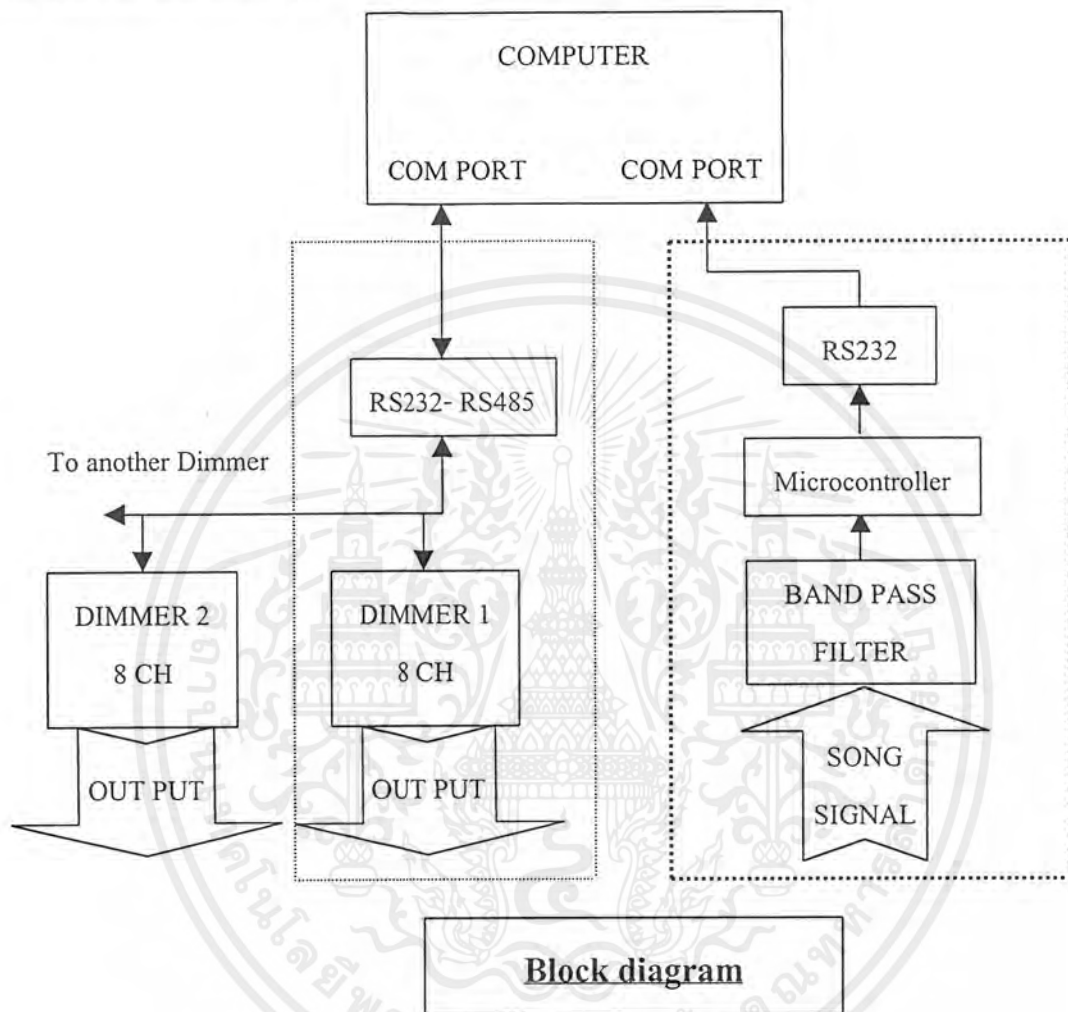 COMPUTER
COM PORT
COM PORT
RS232- RS485
RS232
To another Dimmer
Microcontroller
DIMMER 2
8 CH
DIMMER 1
8 CH
BAND PASS
FILTER
OUT PUT
OUT PUT
SONG
SIGNAL
Block diagram